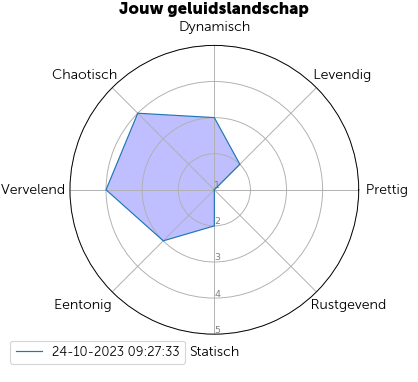 Jouw geluidslandschap
Dynamisch
Chaotisch
Levendig
Vervelend
1
Prettig
2
3
4
Eentonig
Rustgevend
5
24-10-2023 09:27:33
Statisch